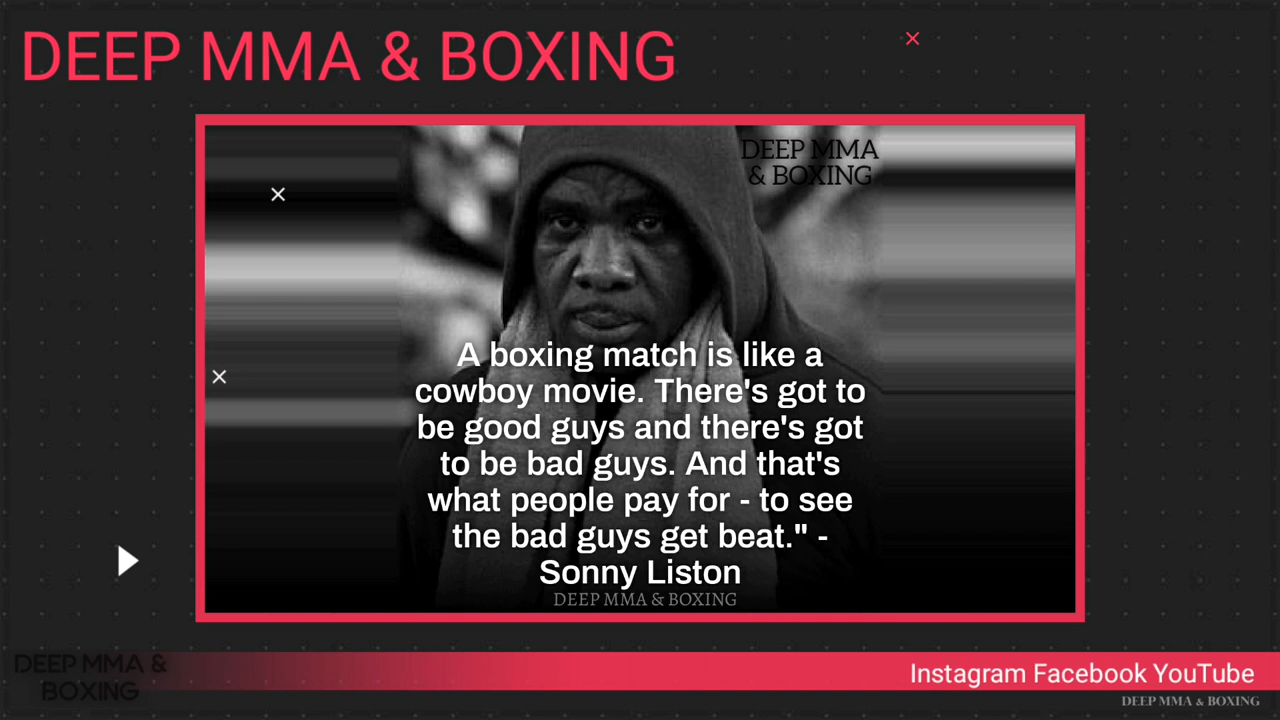 DEEP MMA & BOXING
DEEP MMA
& BOXING
A boxing match is like a
cowboy movie. There's got to
be good guys and there's got
to be bad guys. And that's
what people pay for - to see
the bad guys get beat." -
Sonny Liston
DEEP MMA & BOXING
DEEP MMA &
BOXING
Instagram Facebook YouTube
DEEP MMA & BOXING